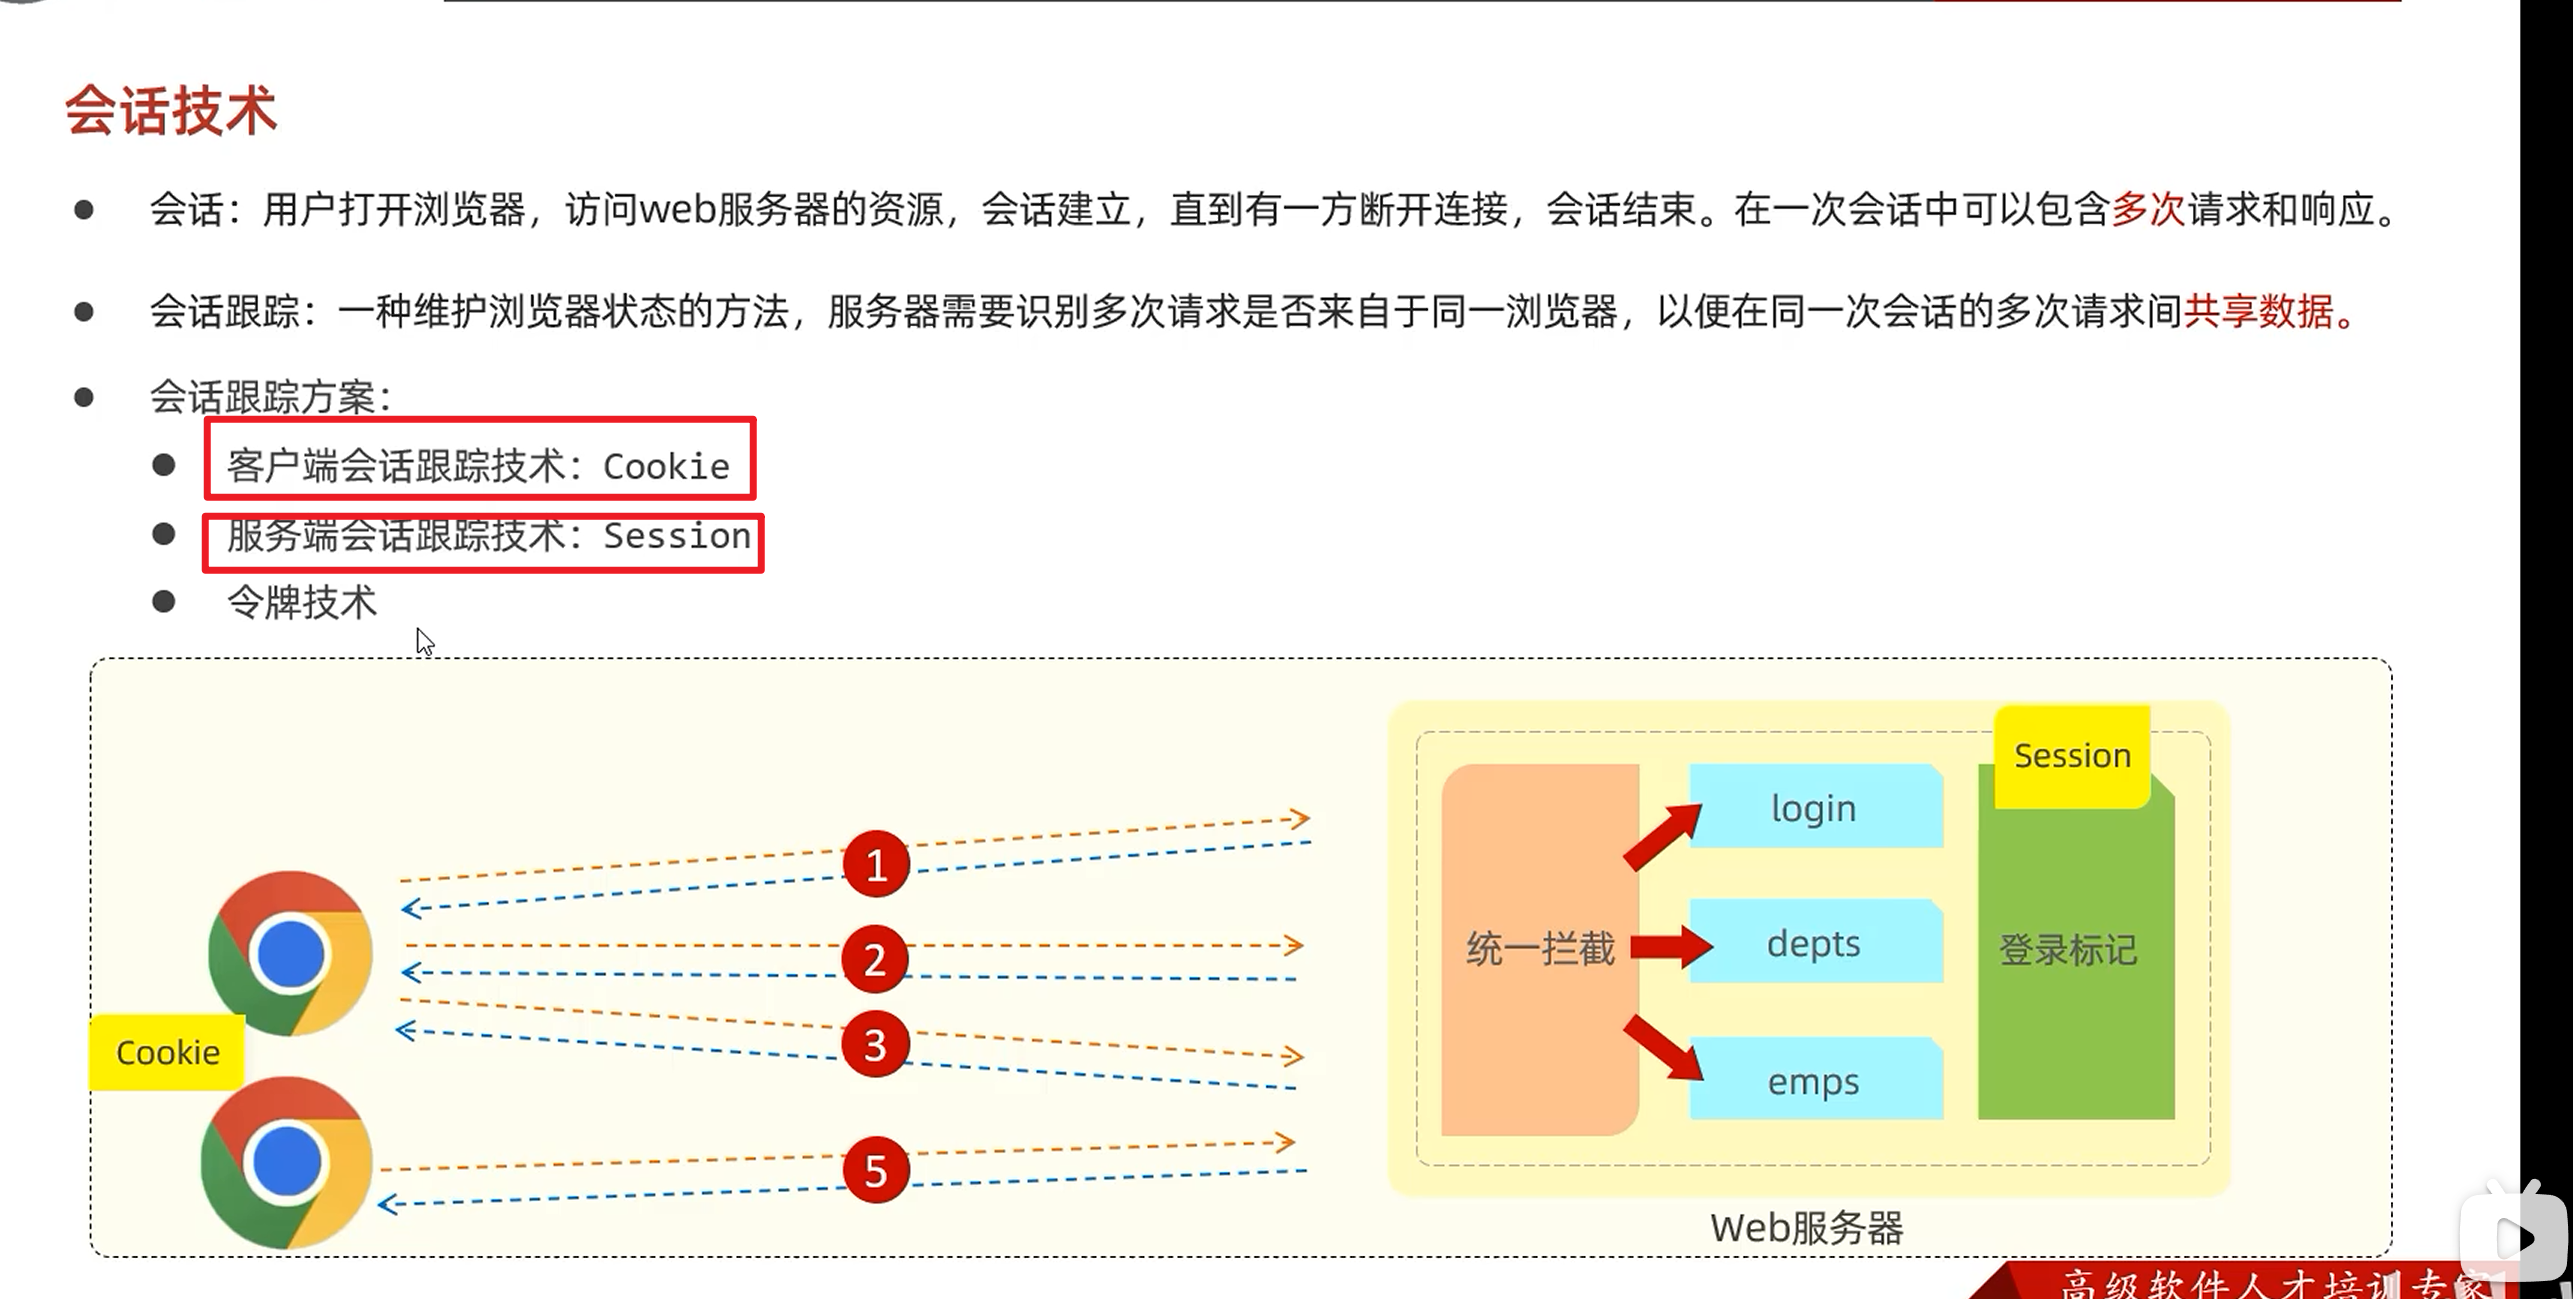 会话技术
会话：用户打开浏览器，访问web服务器的资源，会话建立，直到有一方断开连接，会话结束。在一次会话中可以包含多次请求和响应。
会话跟踪：一种维护浏览器状态的方法，服务器需要识别多次请求是否来自于同一浏览器，以便在同一次会话的多次请求间共享数据。
会话跟踪方案：
客户端会话跟踪技术：Cookie
服务端会话跟踪技术：Session
令牌技术
Session
login
1
统一拦截
depts
登录标记
2
3
Cookie
emps
5
Web服务器
高级软件人才培训专家